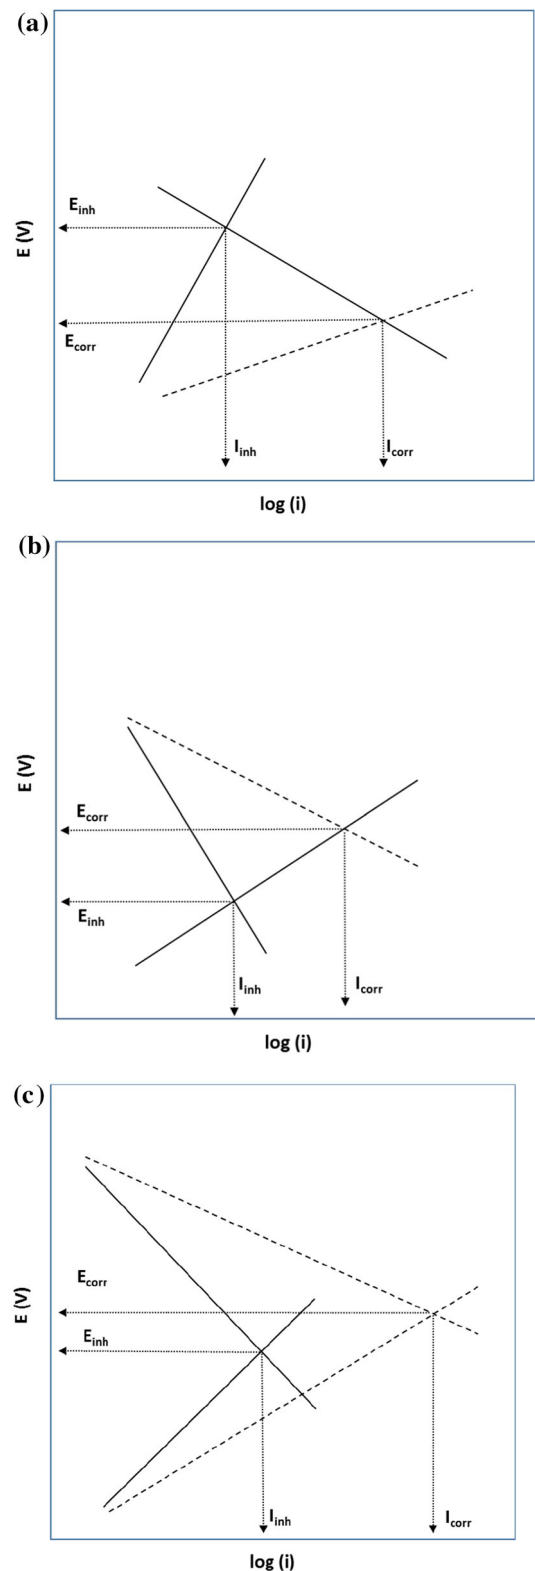 (a)
E (V)
Einh
Ecorr
Iinh
Icorr
log (i)
(b)
E (V)
Ecorr
Einh
Iinh
Icorr
log (i)
(c)
E (V)
Ecorr
Einh
Iinh
Icorr
log (i)